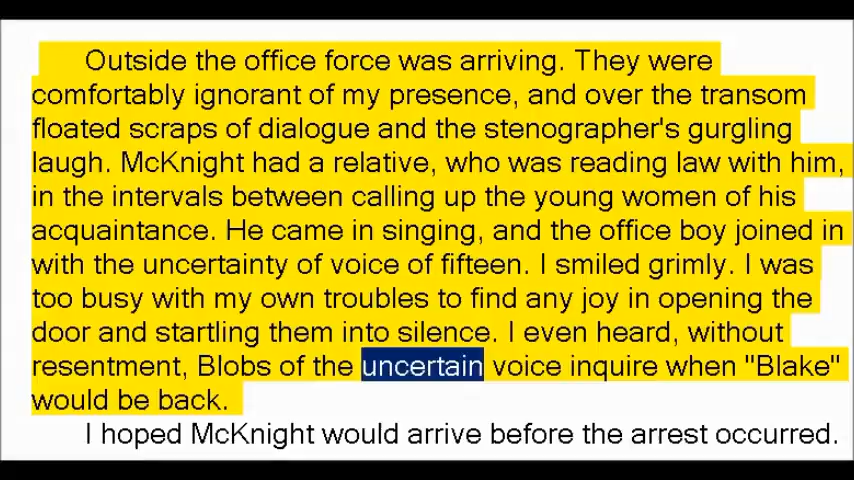 Outside the office force was arriving. They were
comfortably ignorant of my presence, and over the transom
floated scraps of dialogue and the stenographer's gurgling
laugh. McKnight had a relative, who was reading law with him,
in the intervals between calling up the young women of his
acquaintance. He came in singing, and the office boy joined in
with the uncertainty of voice of fifteen. I smiled grimly. I was
too busy with my own troubles to find any joy in opening the
door and startling them into silence. I even heard, without
resentment, Blobs of the uncertain voice inquire when "Blake"
would be back.
I hoped McKnight would arrive before the arrest occurred.